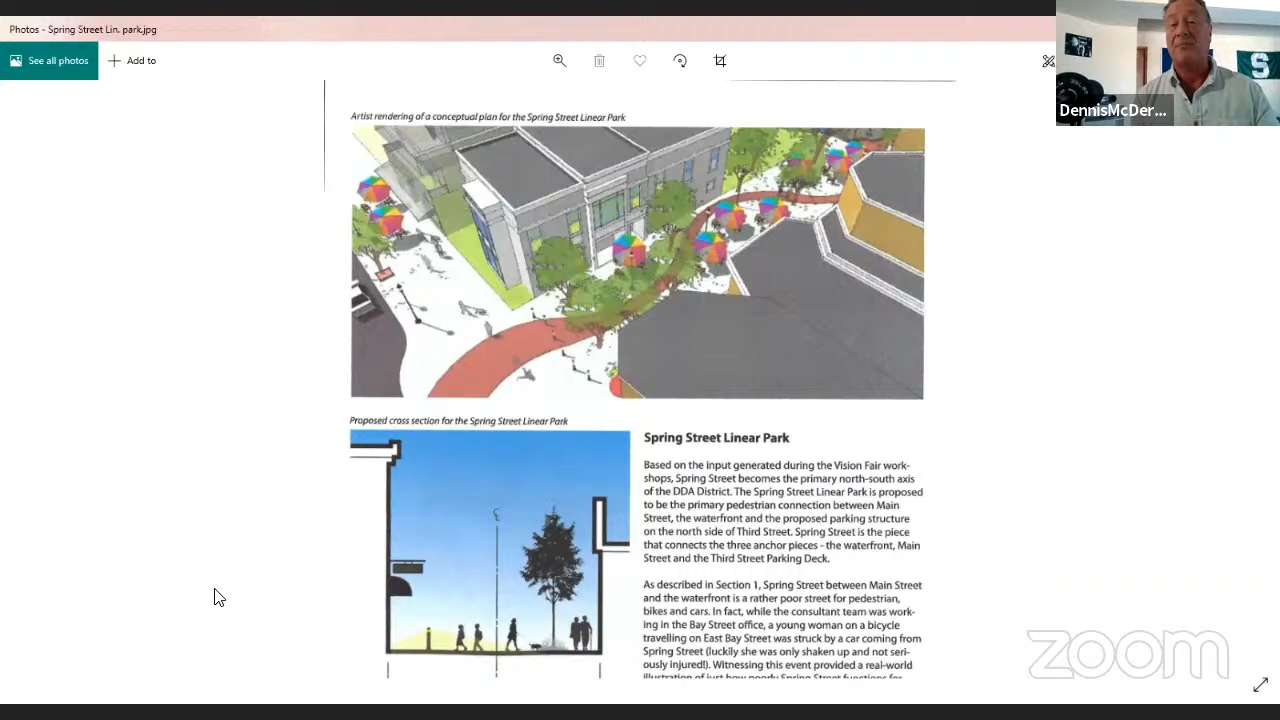 Photos - Spring Street Lin. park.jpg
See all photos
Add to
S
DennisMcDer...
Artist rendering of a conceptual plan for the Spring Street Linear Park
Proposed cross section for the Spring Street Linear Park
Spring Street Linear Park
Based on the input generated during the Vision Fair work-
shops, Spring Street becomes the primary north-south axis
of the DDA District. The Spring Street Linear Park is proposed
to be the primary pedestrian connection between Main
Street, the waterfront and the proposed parking structure
on the north side of Third Street. Spring Street is the piece
that connects the three anchor pieces - the waterfront, Main
Street and the Third Street Parking Deck.
As described in Section 1, Spring Street between Main Street
and the waterfront is a rather poor street for pedestrian,
bikes and cars. In fact, while the consultant team was work-
ing in the Bay Street office, a young woman on a bicycle
travelling on East Bay Street was struck by a car coming from
Spring Street (luckily she was only shaken up and not seri-
ously injured!). Witnessing this event provided a real-world
illustration of just how poorly Spring Street functions for
zoom